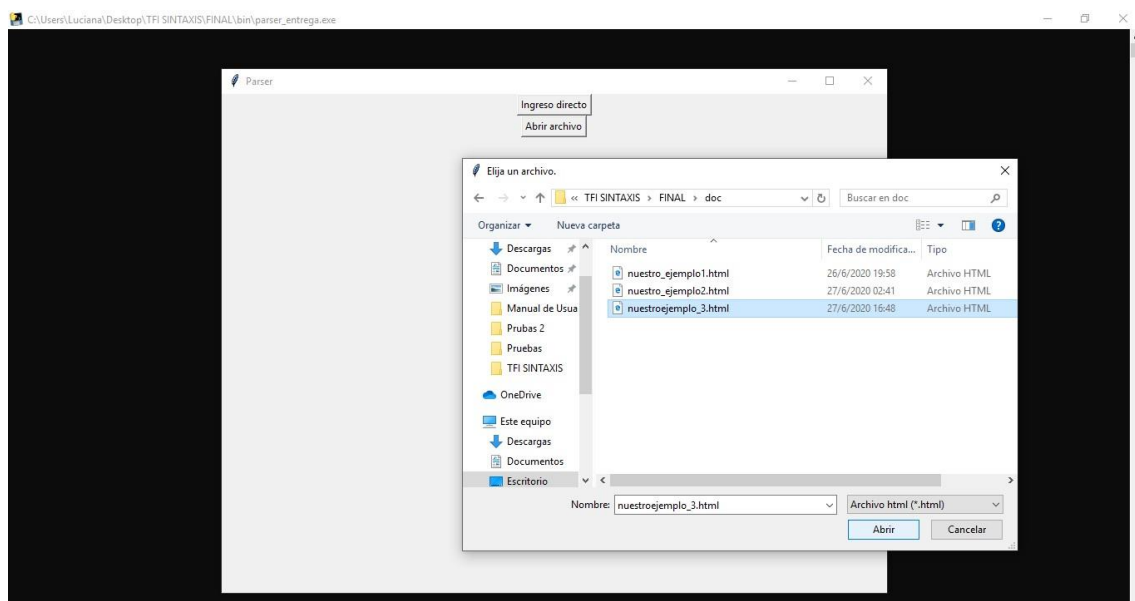 C:\Users\Luciana\Desktop\TFI SINTAXIS\FINAL\bin\parser_entrega.exe
Parser
Ingreso directo
Abrir archivo
Elija un archivo.
« TFI SINTAXIS > FINAL > doc
Buscar en doc
Organizar
Nueva carpeta
Descargas
Documentos
Imágenes
Manual de Usua
Prubas 2
Pruebas
TFI SINTAXIS
OneDrive
Este equipo
Descargas
Documentos
Escritorio
Nombre Fecha de modifica... Tipo
nuestro_ejemplo1.html 26/6/2020 19:58 Archivo HTML
nuestro_ejemplo2.html 27/6/2020 02:41 Archivo HTML
nuestroejemplo_3.html 27/6/2020 16:48 Archivo HTML
Nombre: nuestroejemplo_3.html Archivo html (*.html)
Abrir Cancelar